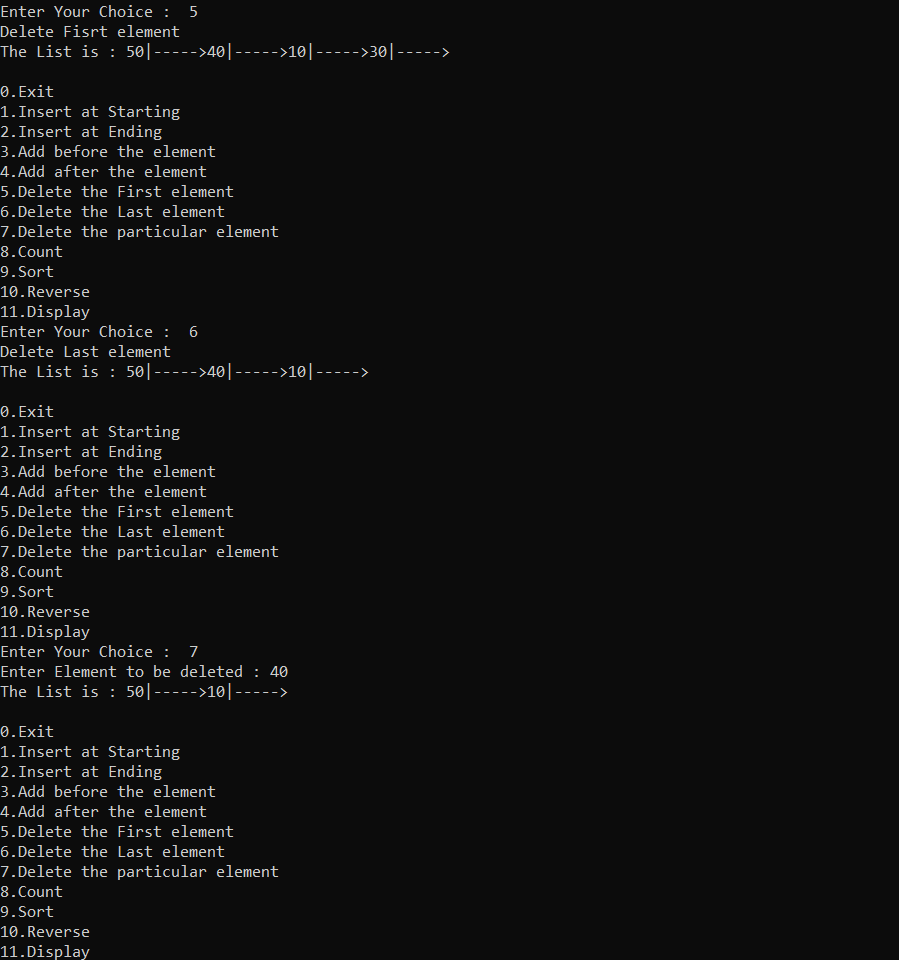 Enter Your Choice :  5
Delete Fisrt element
The List is : 50|----->40|----->10|----->30|----->
0.Exit
1.Insert at Starting
2.Insert at Ending
3.Add before the element
4.Add after the element
5.Delete the First element
6.Delete the Last element
7.Delete the particular element
8.Count
9.Sort
10.Reverse
11.Display
Enter Your Choice :  6
Delete Last element
The List is : 50|----->40|----->10|----->
0.Exit
1.Insert at Starting
2.Insert at Ending
3.Add before the element
4.Add after the element
5.Delete the First element
6.Delete the Last element
7.Delete the particular element
8.Count
9.Sort
10.Reverse
11.Display
Enter Your Choice :  7
Enter Element to be deleted : 40
The List is : 50|----->10|----->
0.Exit
1.Insert at Starting
2.Insert at Ending
3.Add before the element
4.Add after the element
5.Delete the First element
6.Delete the Last element
7.Delete the particular element
8.Count
9.Sort
10.Reverse
11.Display